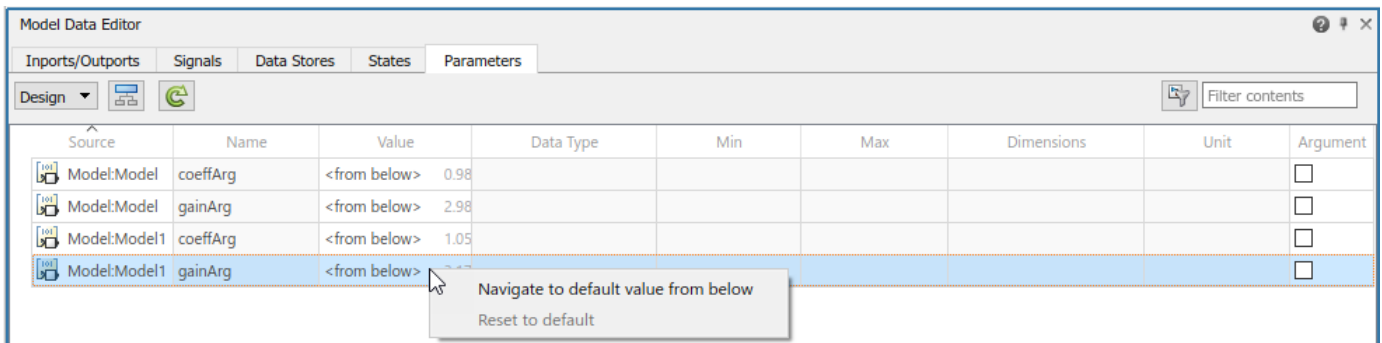 Model Data Editor
Inports/Outports Signals Data Stores States Parameters
Design Filter contents
Source Name Value Data Type Min Max Dimensions Unit Argument
Model:Model coeffArg <from below> 0.98
Model:Model gainArg <from below> 2.98
Model:Model1 coeffArg <from below> 1.05
Model:Model1 gainArg <from below>
Navigate to default value from below
Reset to default